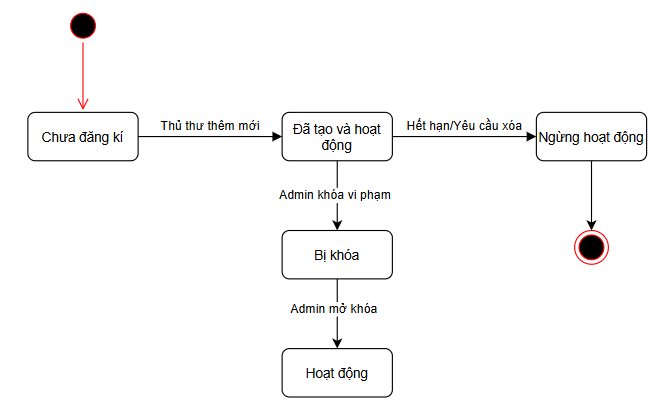 Chưa đăng kí
Thủ thư thêm mới
Đã tạo và hoạt
động
Hết hạn/Yêu cầu xóa
Ngừng hoạt động
Admin khóa vi phạm
Bị khóa
Admin mở khóa
Hoạt động